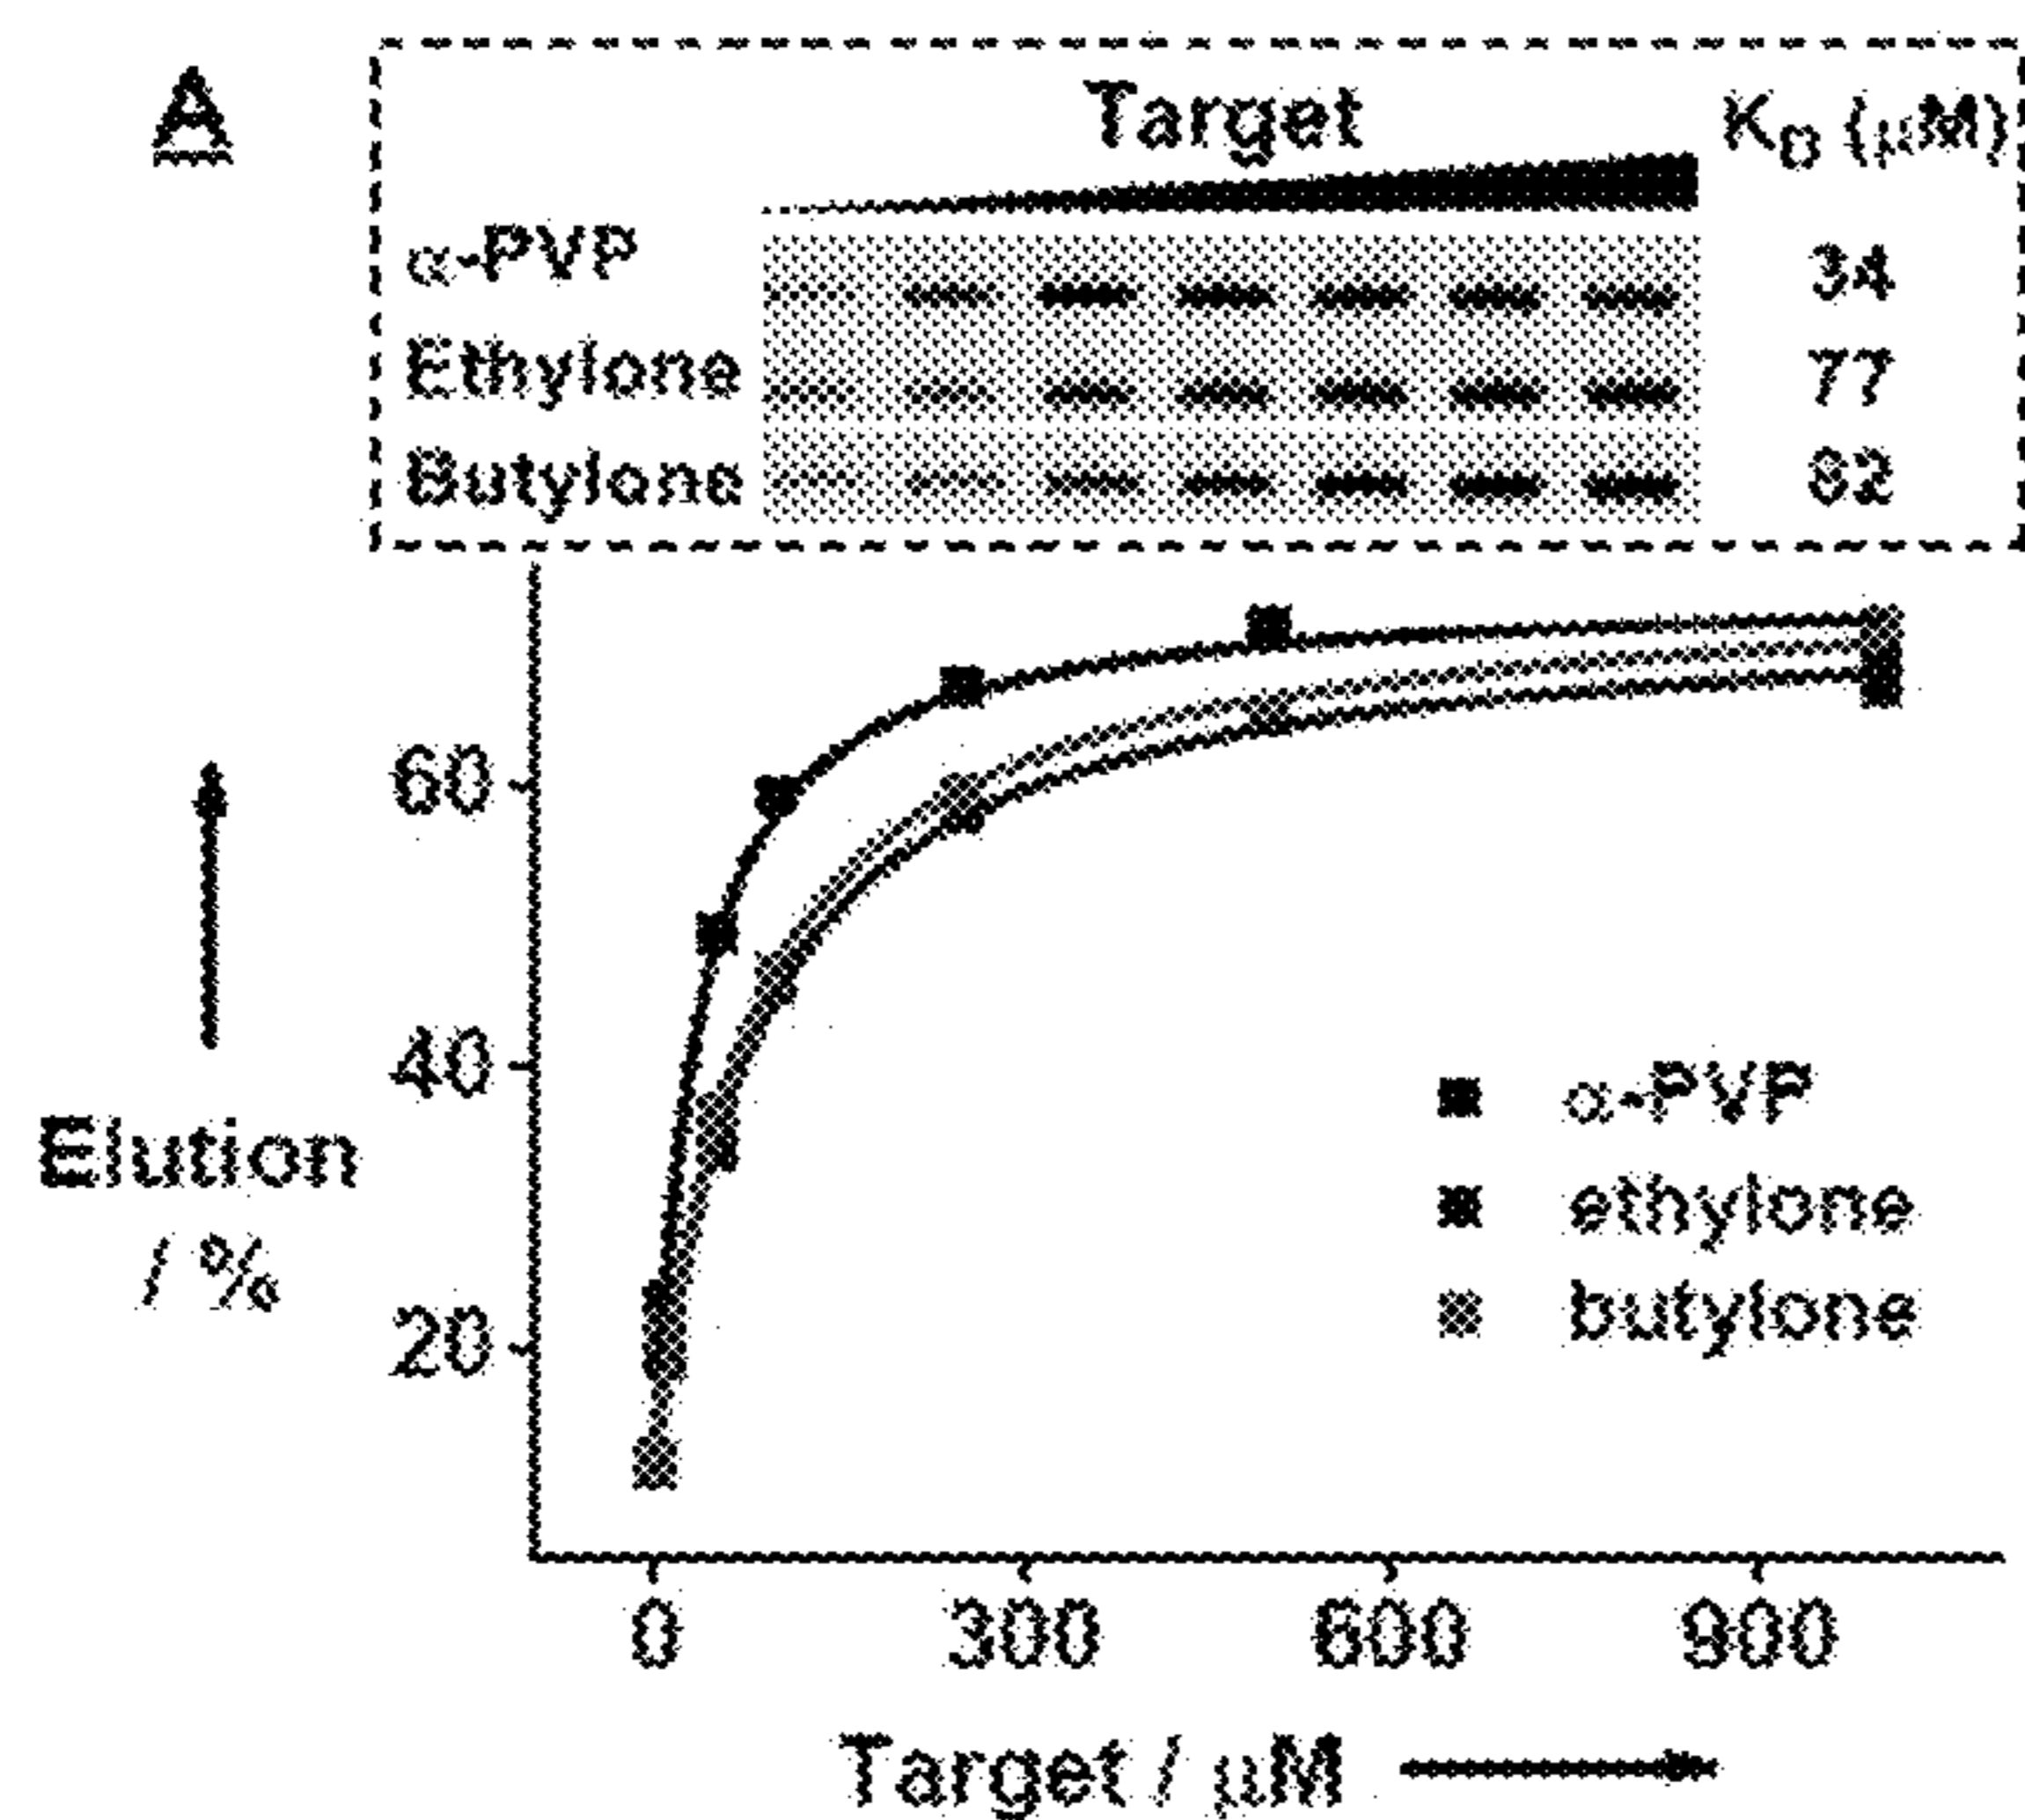 A
Target K_D (μM)
α-PVP 34
Ethylone 77
Butylone 82
60
40
20
Elution
/ %
α-PVP
ethylone
butylone
0 300 600 900
Target / μM